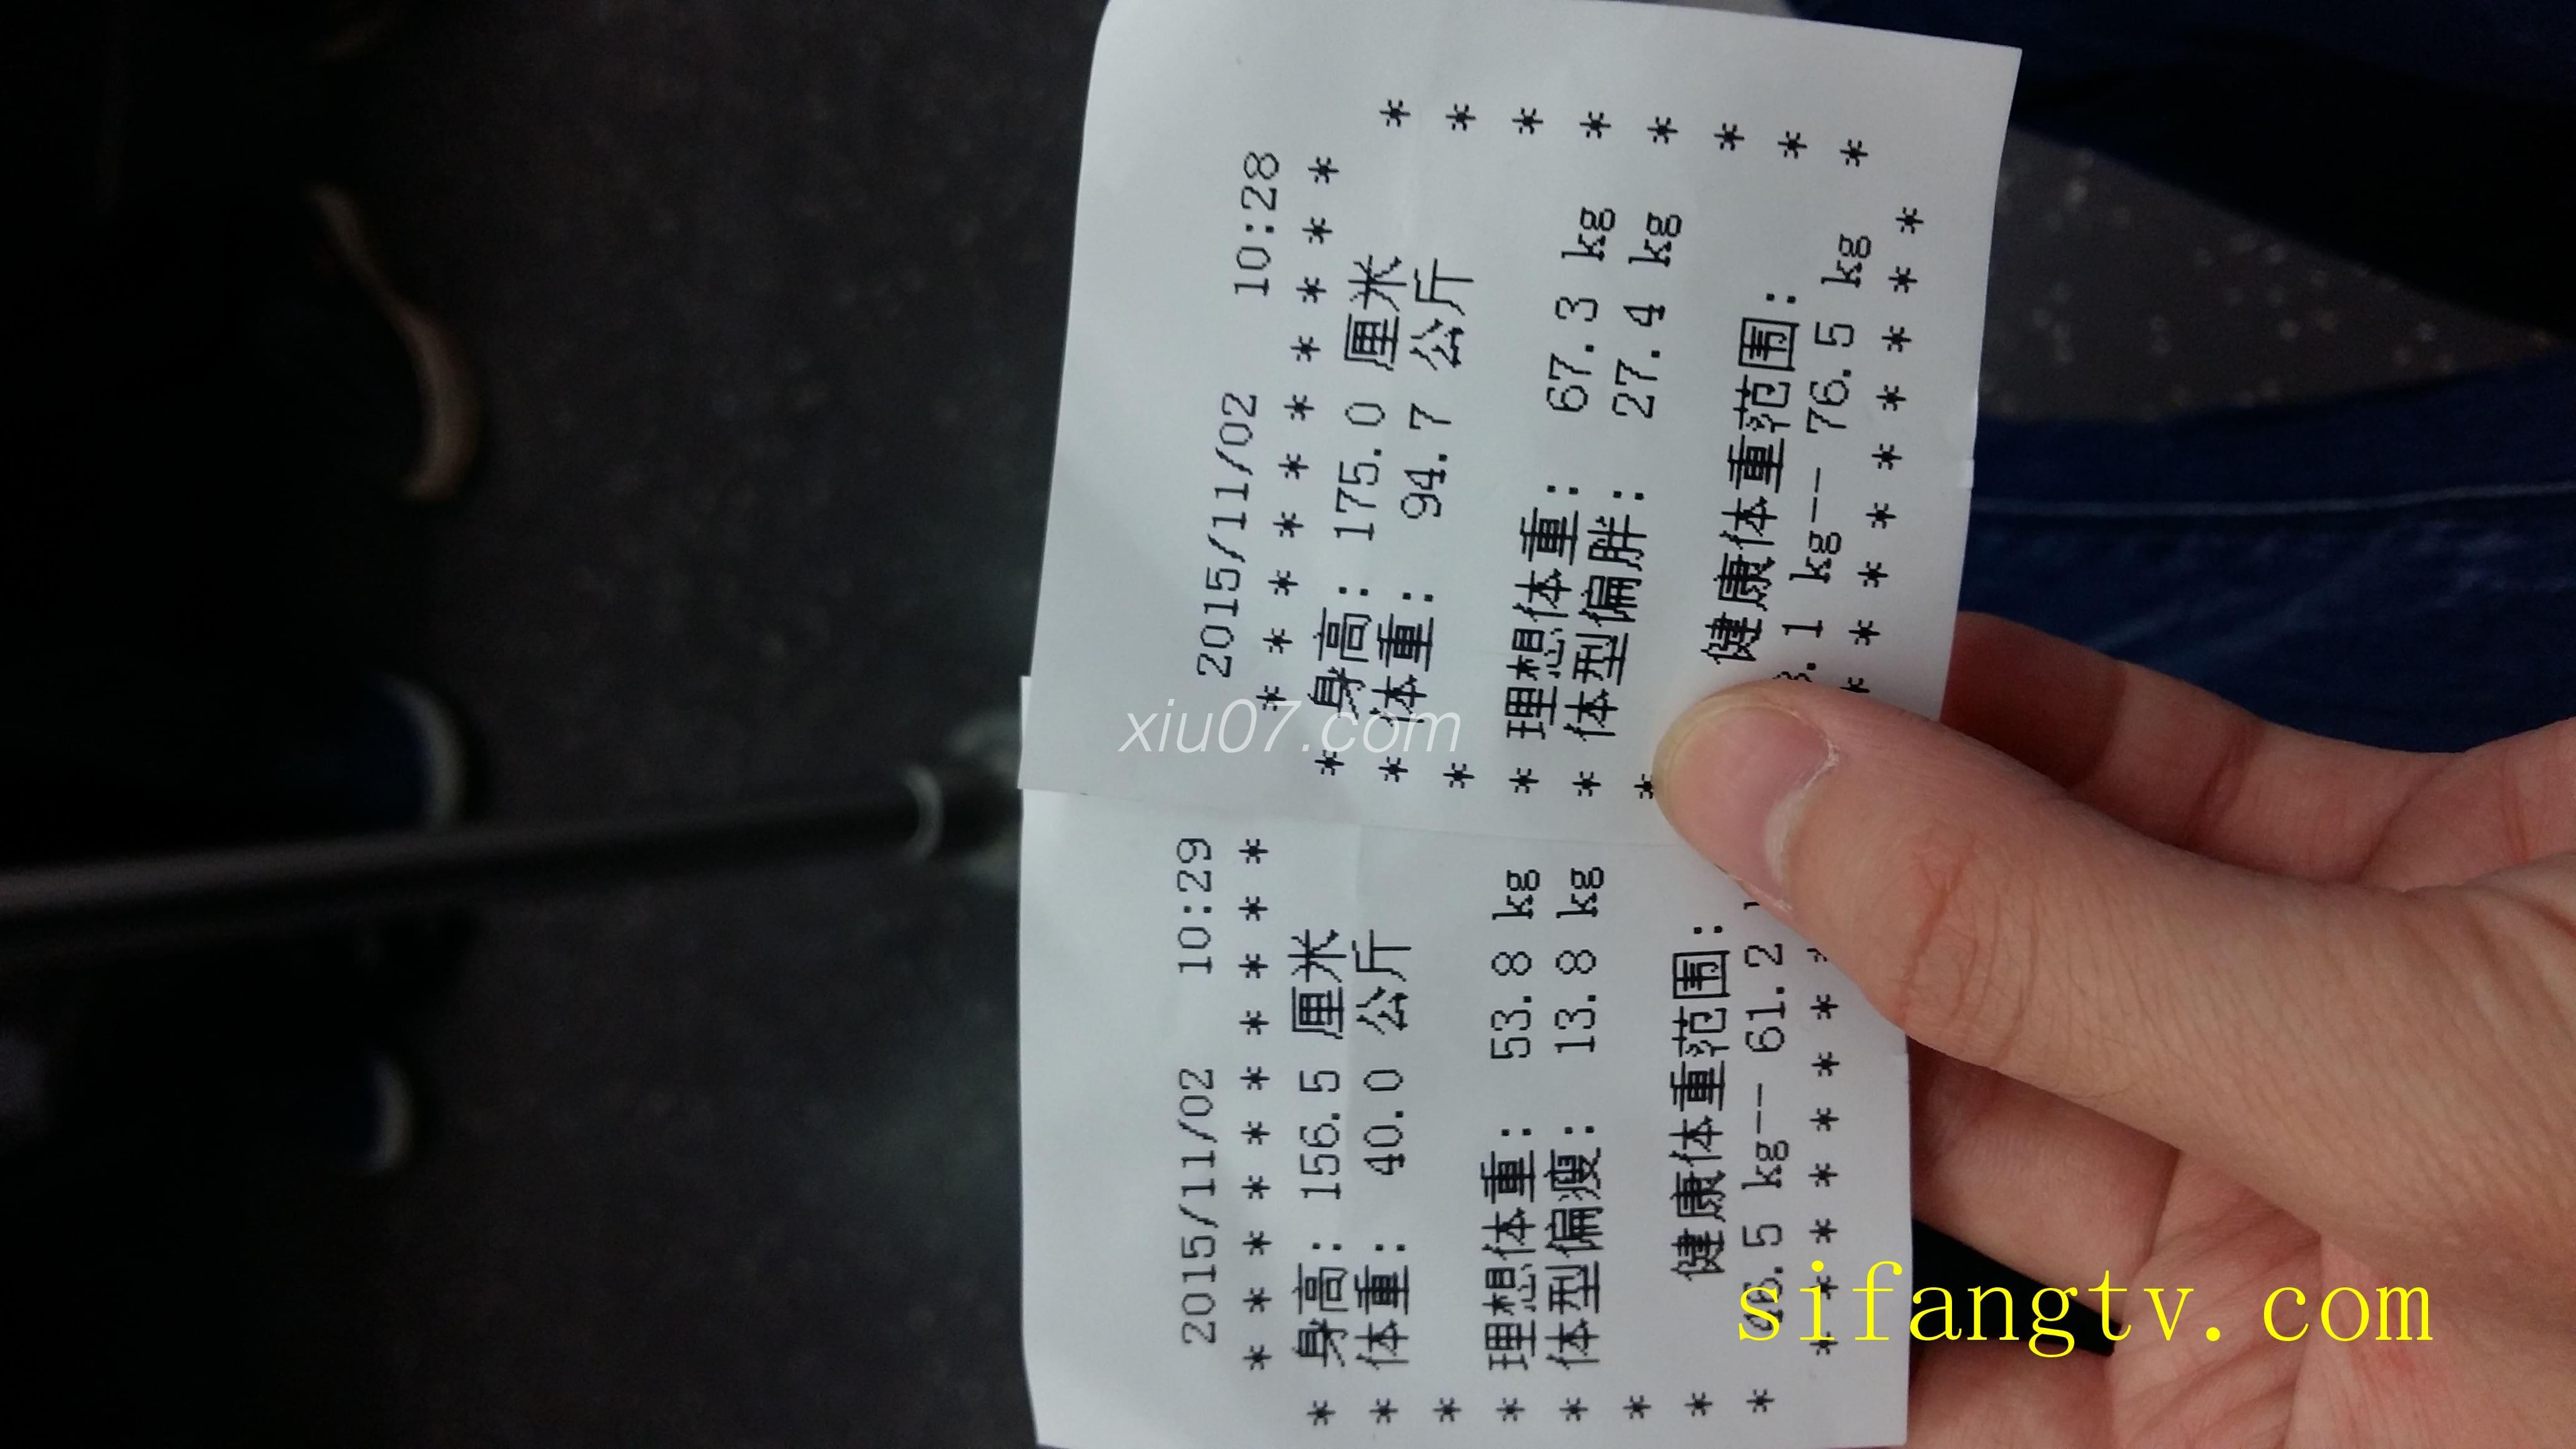 2015/11/02 10:28
* * * * * * * * * *
* 身高: 175.0 厘米 *
* 体重: 94.7 公斤 *
* *
* 理想体重: 67.3 kg *
* 体型偏胖: 27.4 kg *
* *
健康体重范围: *
.1 kg-- 76.5 kg *
* * * * * * * * *
2015/11/02 10:29
* * * * * * * * * *
* 身高: 156.5 厘米
* 体重: 40.0 公斤
*
* 理想体重: 53.8 kg
* 体型偏瘦: 13.8 kg
*
* 健康体重范围:
* 46.5 kg-- 61.2
* * * * * * * *
xiu07.com
sifangtv.com